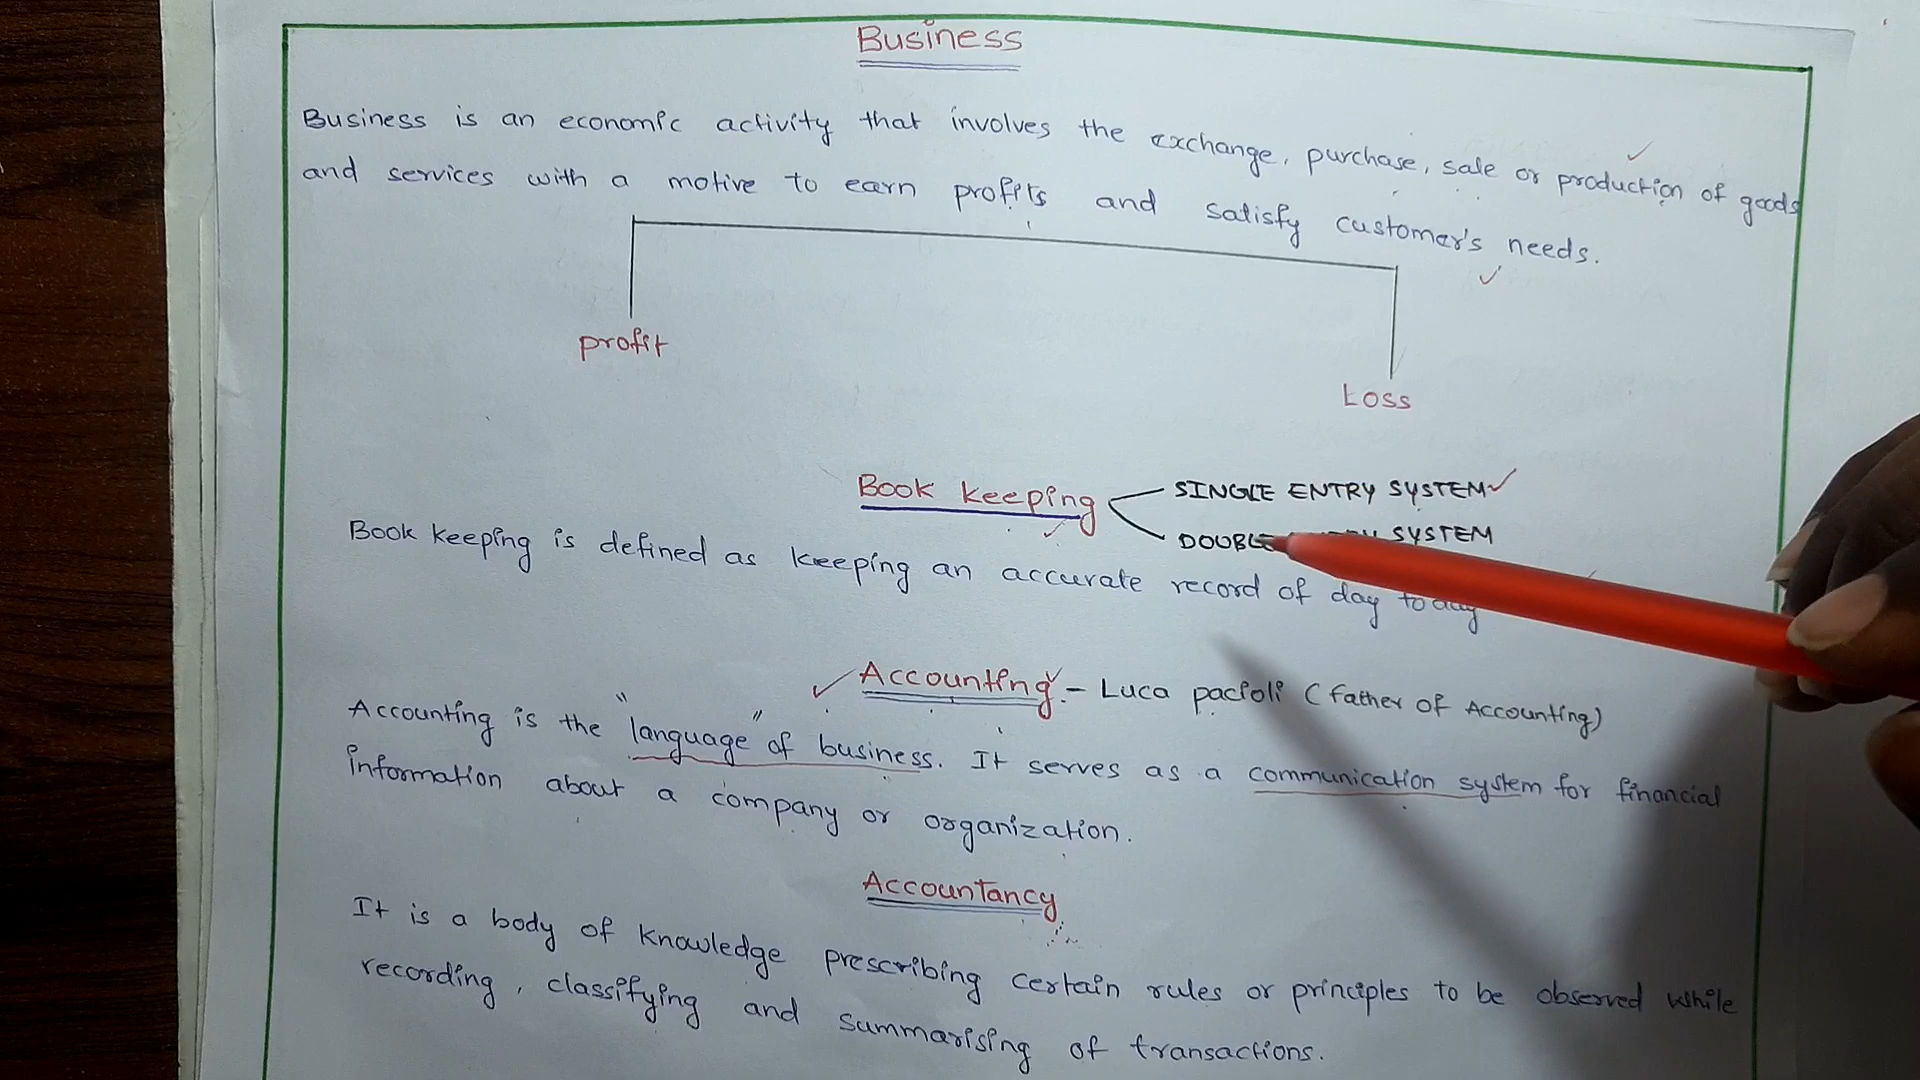 Business
Business is an economic activity that involves the exchange, purchase, sale or production of goods
and services with a motive to earn profits and satisfy customer's needs.
profit
Loss
Book keeping
SINGLE ENTRY SYSTEM
DOUBLE SYSTEM
Book keeping is defined as keeping an accurate record of day to day
Accounting - Luca pacioli (father of Accounting)
Accounting is the "language" of business. It serves as a communication system for financial
information about a company or organization.
Accountancy
It is a body of knowledge prescribing certain rules or principles to be observed while
recording, classifying and summarising of transactions.